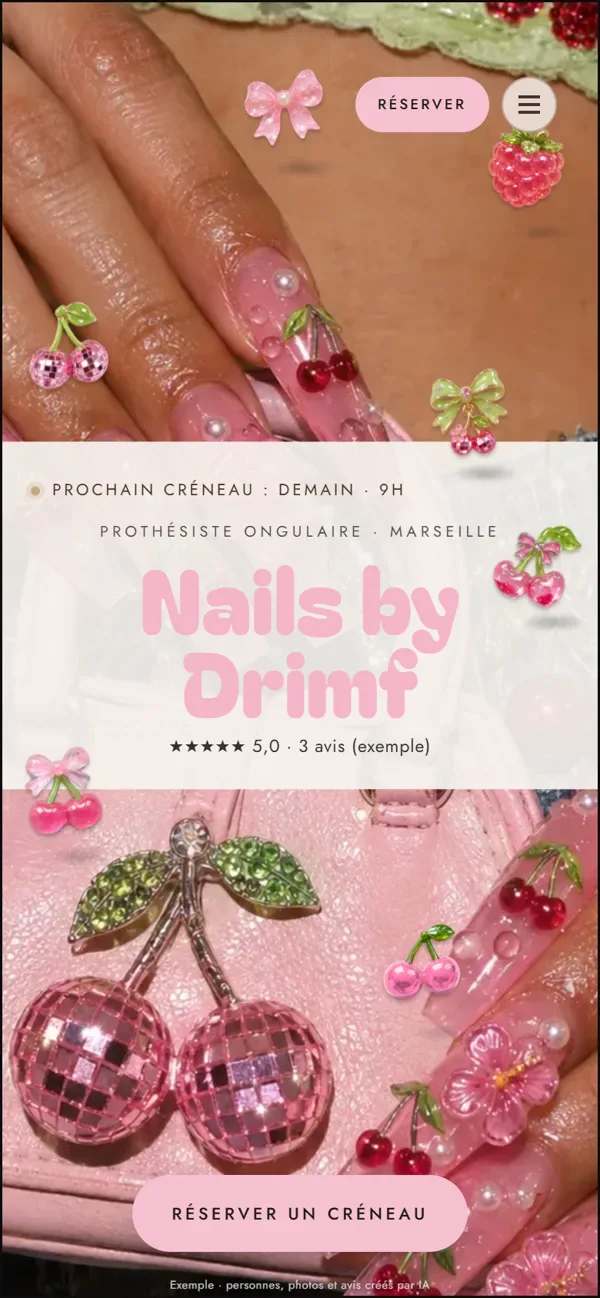 RÉSERVER
PROCHAIN CRÉNEAU : DEMAIN · 9H
PROTHÉSISTE ONGULAIRE · MARSEILLE
Nails by
Drimf
★★★★★ 5,0 · 3 avis (exemple)
RÉSERVER UN CRÉNEAU
Exemple · personnes, photos et avis créés par IA